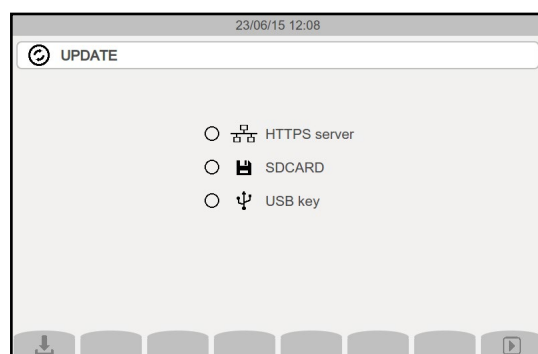 23/06/15 12:08
UPDATE
HTTPS server
SDCARD
USB key